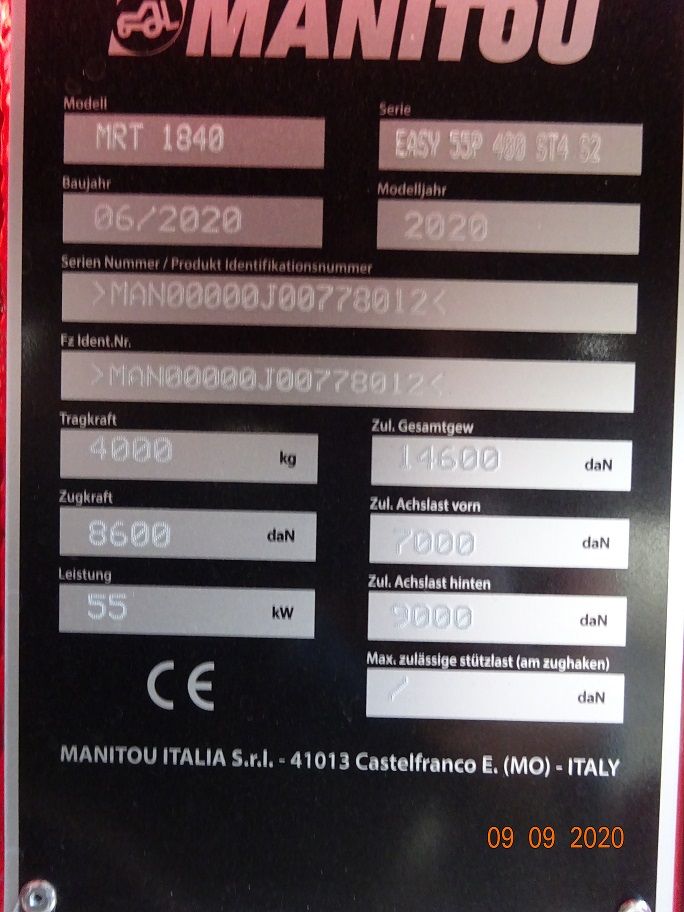 MANITOU
Modell Serie
MRT 1840 EASY 55P 400 ST4 S2
Baujahr Modelljahr
06/2020 2020
Serien Nummer / Produkt Identifikationsnummer
>MAN00000J00778012<
Fz Ident.Nr.
>MAN00000J00778012<
Tragkraft Zul. Gesamtgew
4000 kg 14600 daN
Zugkraft Zul. Achslast vorn
8600 daN 7000 daN
Leistung Zul. Achslast hinten
55 kW 9000 daN
Max. zulässige stützlast (am zughaken)
/ daN
CE
MANITOU ITALIA S.r.l. - 41013 Castelfranco E. (MO) - ITALY
09 09 2020